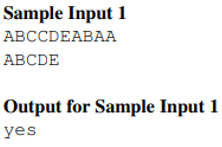 Sample Input 1
ABCCDEABAA
ABCDE
Output for Sample Input 1
yes